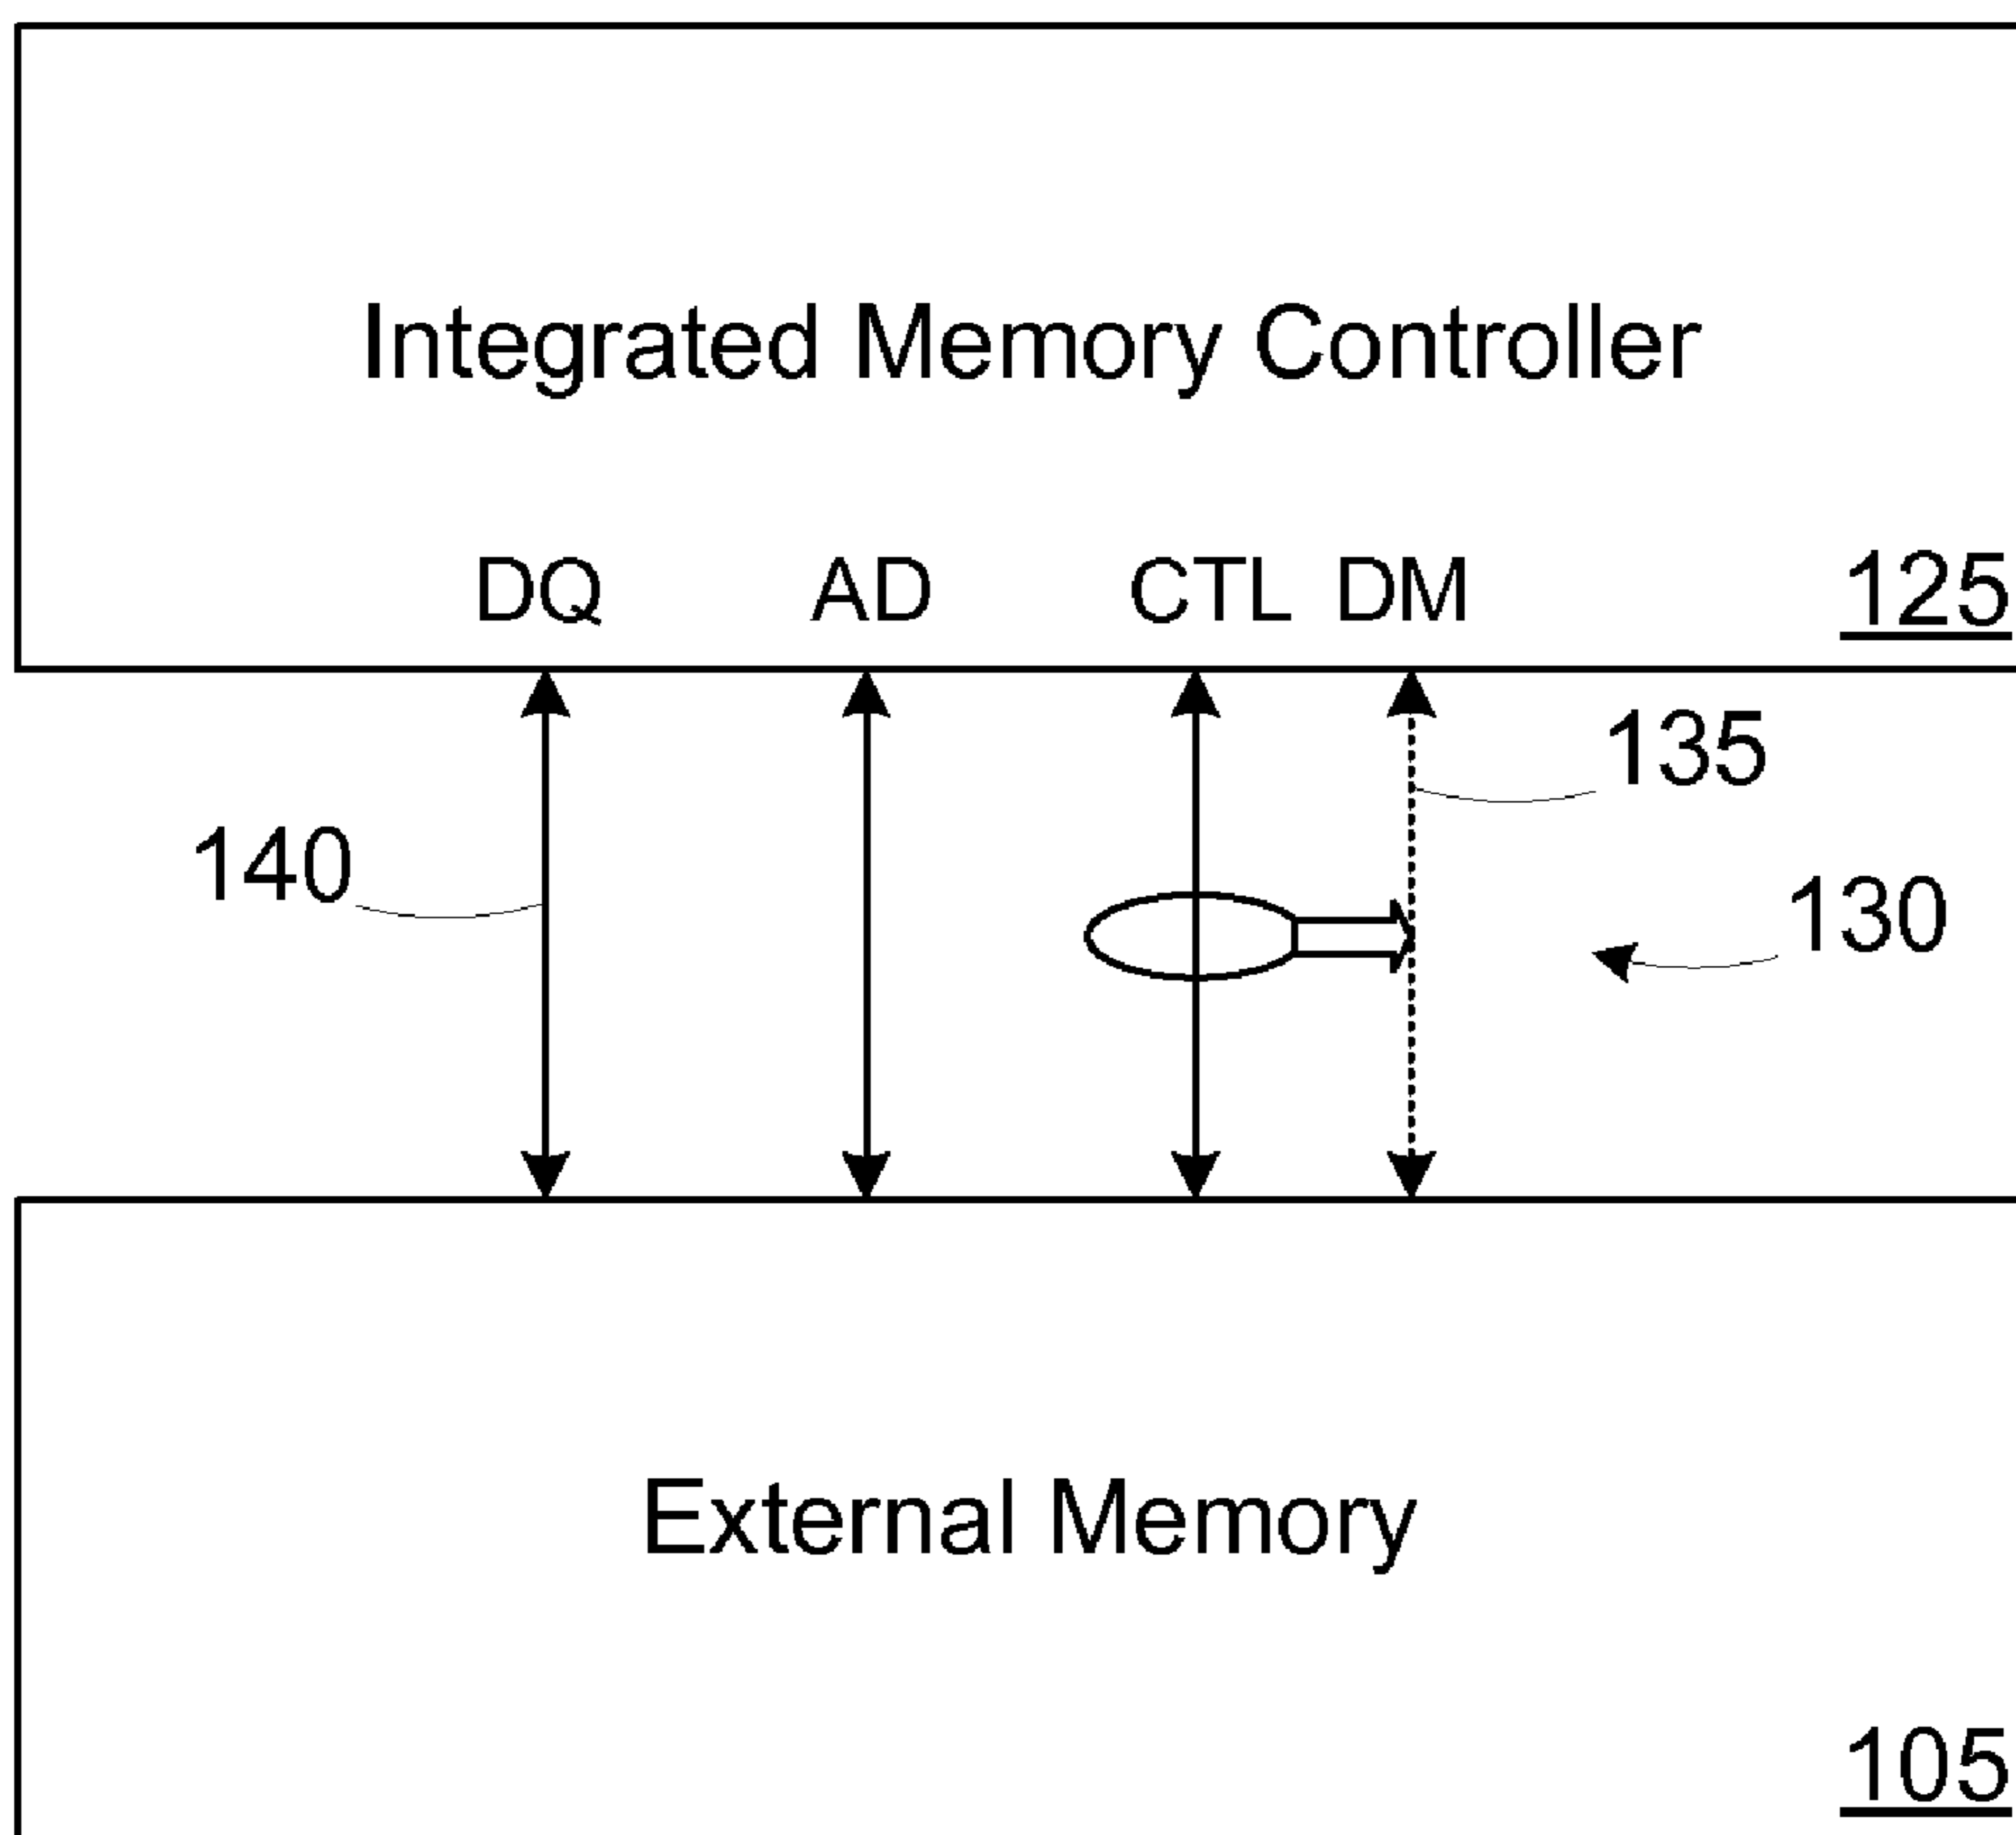 Integrated Memory Controller
DQ AD CTL DM 125
135
140
130
External Memory
105